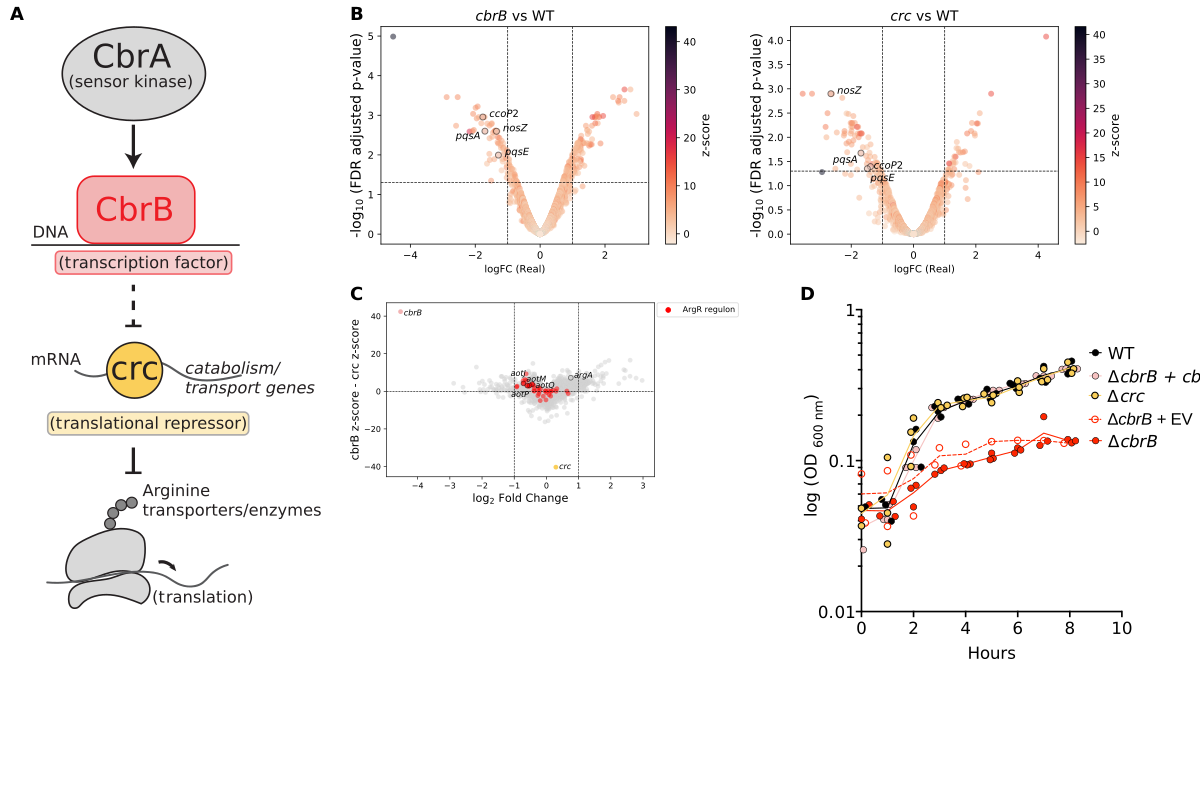 A
CbrA
(sensor kinase)
CbrB
DNA
(transcription factor)
mRNA
crc
catabolism/
transport genes
(translational repressor)
Arginine
transporters/enzymes
(translation)
B
cbrB vs WT
-log10 (FDR adjusted p-value)
5
4
3
2
1
0
−4
−2
0
2
logFC (Real)
ccoP2
nosZ
pqsA
pqsE
40
30
20
10
0
z-score
crc vs WT
-log10 (FDR adjusted p-value)
4.0
3.5
3.0
2.5
2.0
1.5
1.0
0.5
0.0
−2
0
2
4
logFC (Real)
nosZ
pqsA
ccoP2
pqsE
40
35
30
25
20
15
10
5
0
z-score
C
cbrB z-score - crc z-score
40
20
0
−20
−40
−4
−3
−2
−1
0
1
2
3
log2 Fold Change
cbrB
aotJ
aotM
aotQ
aotP
argA
crc
ArgR regulon
D
log (OD 600 nm)
1
0.1
0.01
0
2
4
6
8
10
Hours
WT
ΔcbrB + cb
Δcrc
ΔcbrB + EV
ΔcbrB